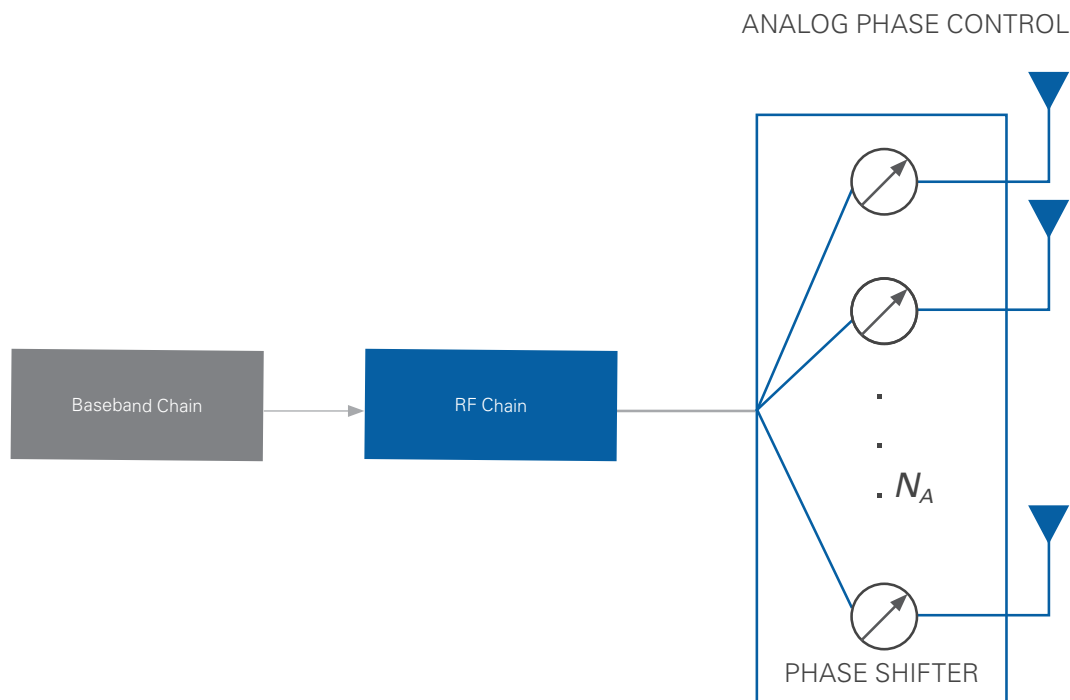 ANALOG PHASE CONTROL
Baseband Chain
RF Chain
N_A
PHASE SHIFTER